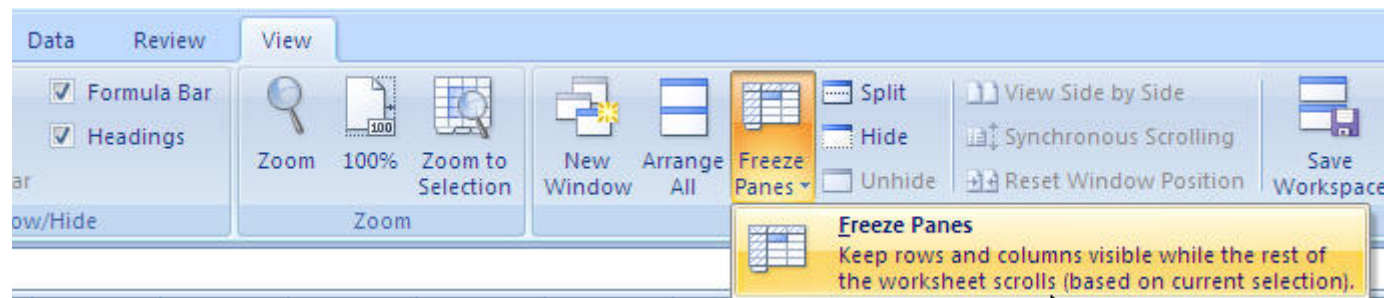 Data Review View
Formula Bar
Headings
ar
ow/Hide
Zoom
100
100%
Zoom to
Selection
Zoom
New
Window
Arrange
All
Freeze
Panes
Split
Hide
Unhide
View Side by Side
Synchronous Scrolling
Reset Window Position
Save
Workspace
Freeze Panes
Keep rows and columns visible while the rest of
the worksheet scrolls (based on current selection).